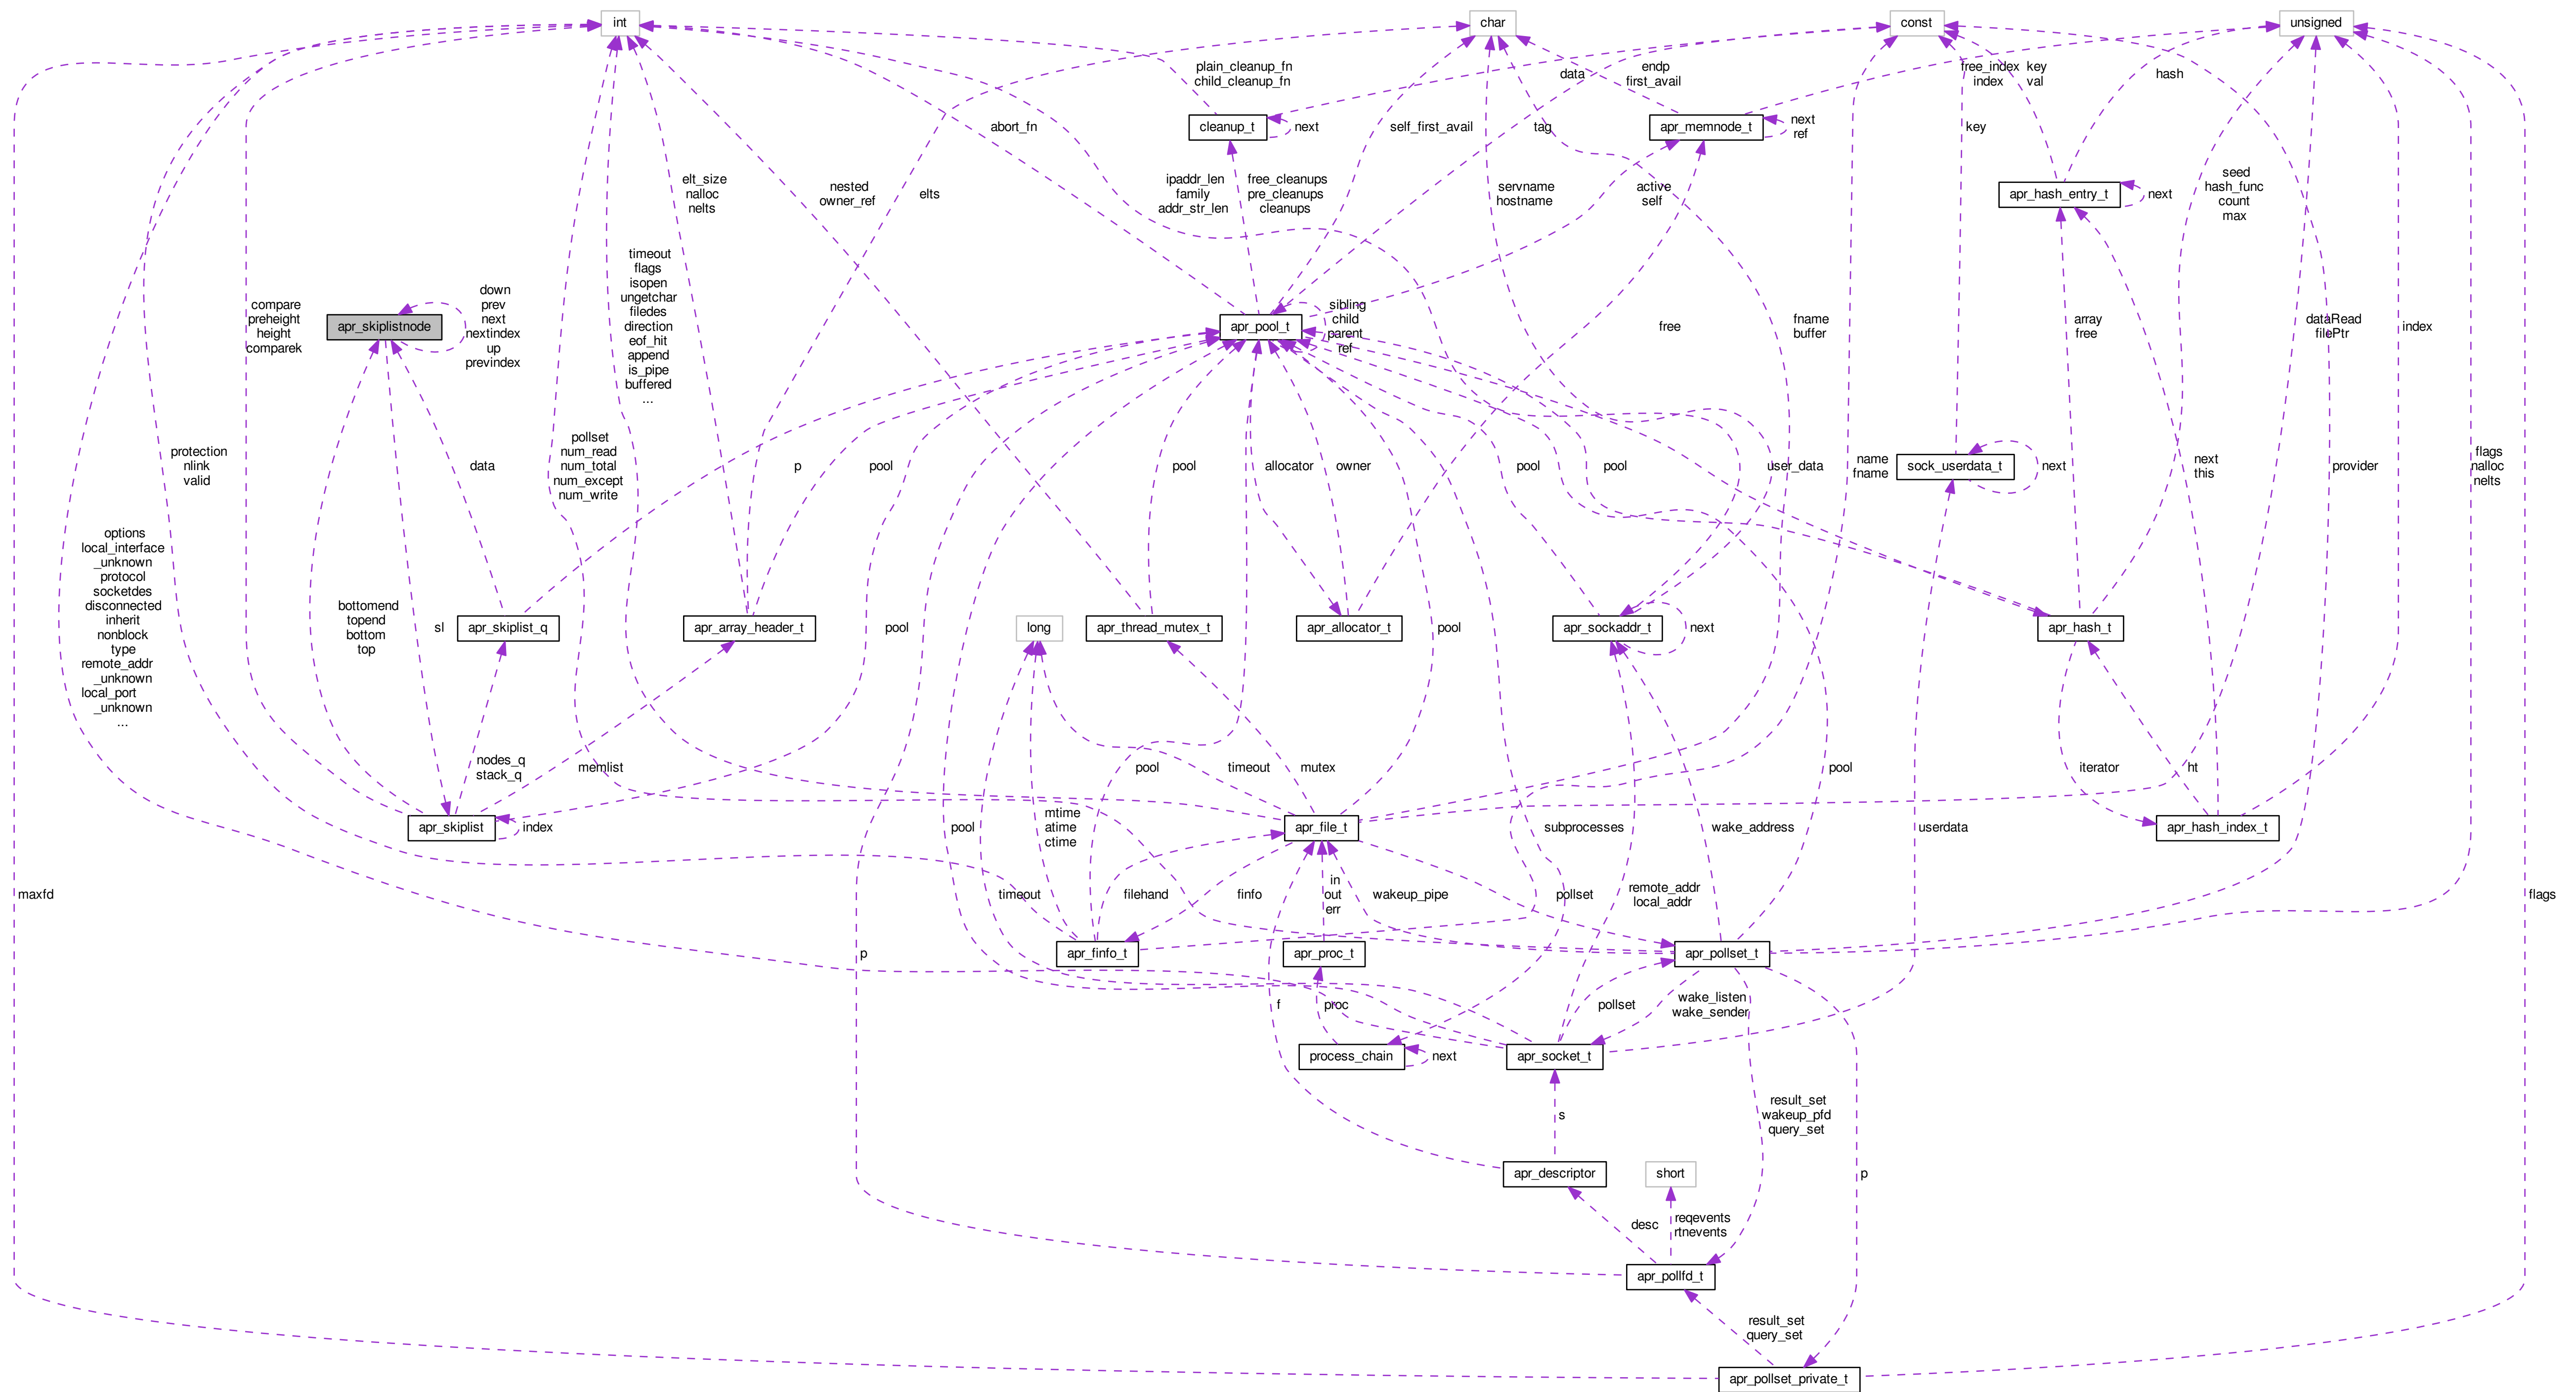 int
char
const
unsigned
plain_cleanup_fn
child_cleanup_fn
data
endp
first_avail
free_index
index
key
val
hash
abort_fn
cleanup_t
next
self_first_avail
tag
apr_memnode_t
next
ref
key
elt_size
nalloc
nelts
nested
owner_ref
elts
ipaddr_len
family
addr_str_len
free_cleanups
pre_cleanups
cleanups
servname
hostname
active
self
apr_hash_entry_t
next
seed
hash_func
count
max
compare
preheight
height
comparek
apr_skiplistnode
down
prev
next
nextindex
up
previndex
timeout
flags
isopen
ungetchar
filedes
direction
eof_hit
append
is_pipe
buffered
...
apr_pool_t
sibling
child
parent
ref
free
fname
buffer
array
free
dataRead
filePtr
index
protection
nlink
valid
data
pollset
num_read
num_total
num_except
num_write
p
pool
pool
allocator
owner
pool
pool
user_data
name
fname
sock_userdata_t
next
next
this
provider
flags
nalloc
nelts
options
local_interface
_unknown
protocol
socketdes
disconnected
inherit
nonblock
type
remote_addr
_unknown
local_port
_unknown
...
bottomend
topend
bottom
top
sl
apr_skiplist_q
apr_array_header_t
pool
long
apr_thread_mutex_t
apr_allocator_t
pool
apr_sockaddr_t
next
apr_hash_t
nodes_q
stack_q
memlist
pool
timeout
mutex
pool
iterator
ht
apr_skiplist
index
pool
mtime
atime
ctime
apr_file_t
subprocesses
wake_address
userdata
apr_hash_index_t
maxfd
timeout
filehand
finfo
in
out
err
wakeup_pipe
pollset
remote_addr
local_addr
flags
p
apr_finfo_t
apr_proc_t
apr_pollset_t
f
proc
pollset
wake_listen
wake_sender
process_chain
next
apr_socket_t
s
result_set
wakeup_pfd
query_set
apr_descriptor
short
p
desc
reqevents
rtnevents
apr_pollfd_t
result_set
query_set
apr_pollset_private_t